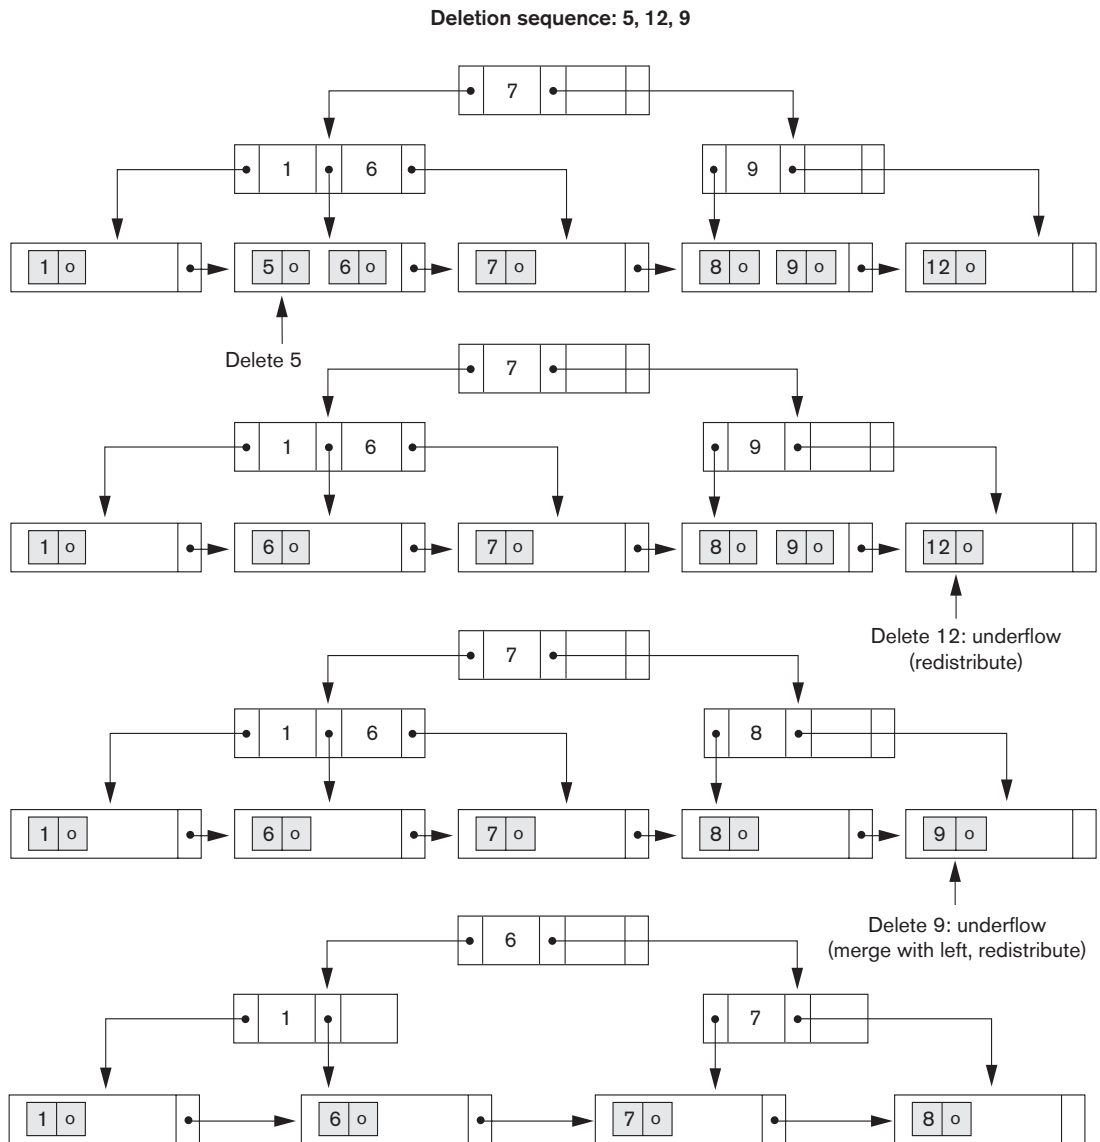 Deletion sequence: 5, 12, 9
7
1 6 9
1 o 5 o 6 o 7 o 8 o 9 o 12 o
Delete 5
7
1 6 9
1 o 6 o 7 o 8 o 9 o 12 o
Delete 12: underflow
(redistribute)
7
1 6 8
1 o 6 o 7 o 8 o 9 o
Delete 9: underflow
(merge with left, redistribute)
6
1 7
1 o 6 o 7 o 8 o